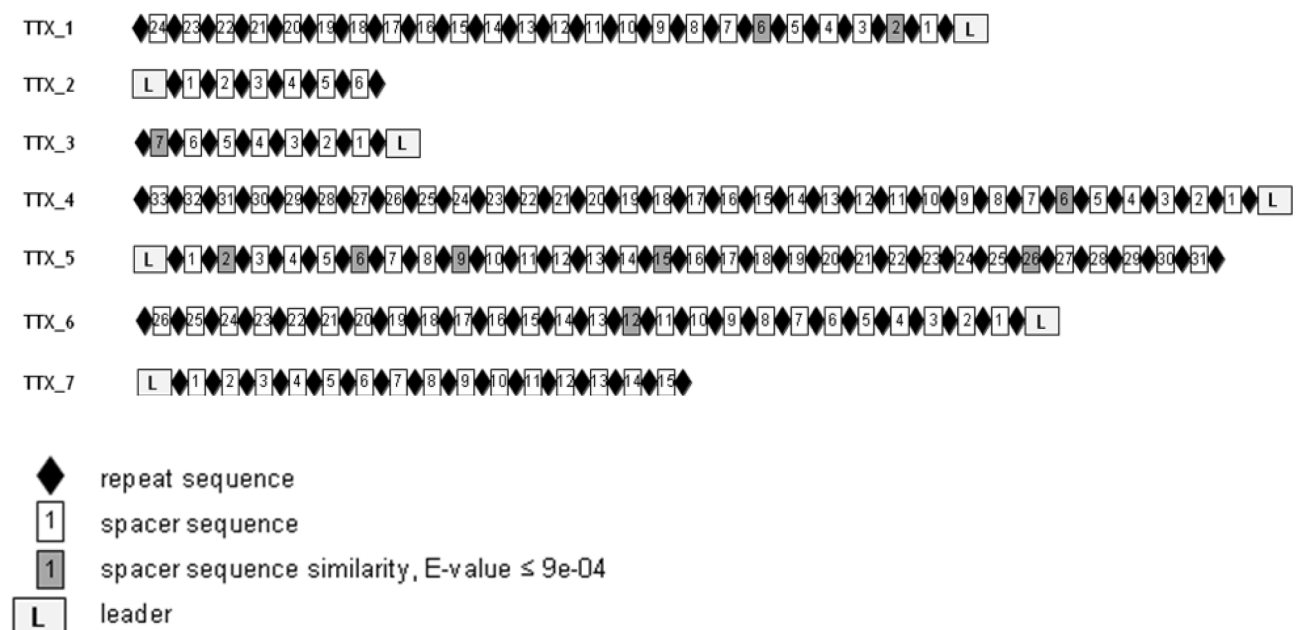 TTX_1 24 23 22 21 20 19 18 17 16 15 14 13 12 11 10 9 8 7 6 5 4 3 2 1 L
TTX_2 L 1 2 3 4 5 6
TTX_3 7 6 5 4 3 2 1 L
TTX_4 33 32 31 30 29 28 27 26 25 24 23 22 21 20 19 18 17 16 15 14 13 12 11 10 9 8 7 6 5 4 3 2 1 L
TTX_5 L 1 2 3 4 5 6 7 8 9 10 11 12 13 14 15 16 17 18 19 20 21 22 23 24 25 26 27 28 29 30 31
TTX_6 26 25 24 23 22 21 20 19 18 17 16 15 14 13 12 11 10 9 8 7 6 5 4 3 2 1 L
TTX_7 L 1 2 3 4 5 6 7 8 9 10 11 12 13 14 15
repeat sequence
1 spacer sequence
1 spacer sequence similarity, E-value ≤ 9e-04
L leader